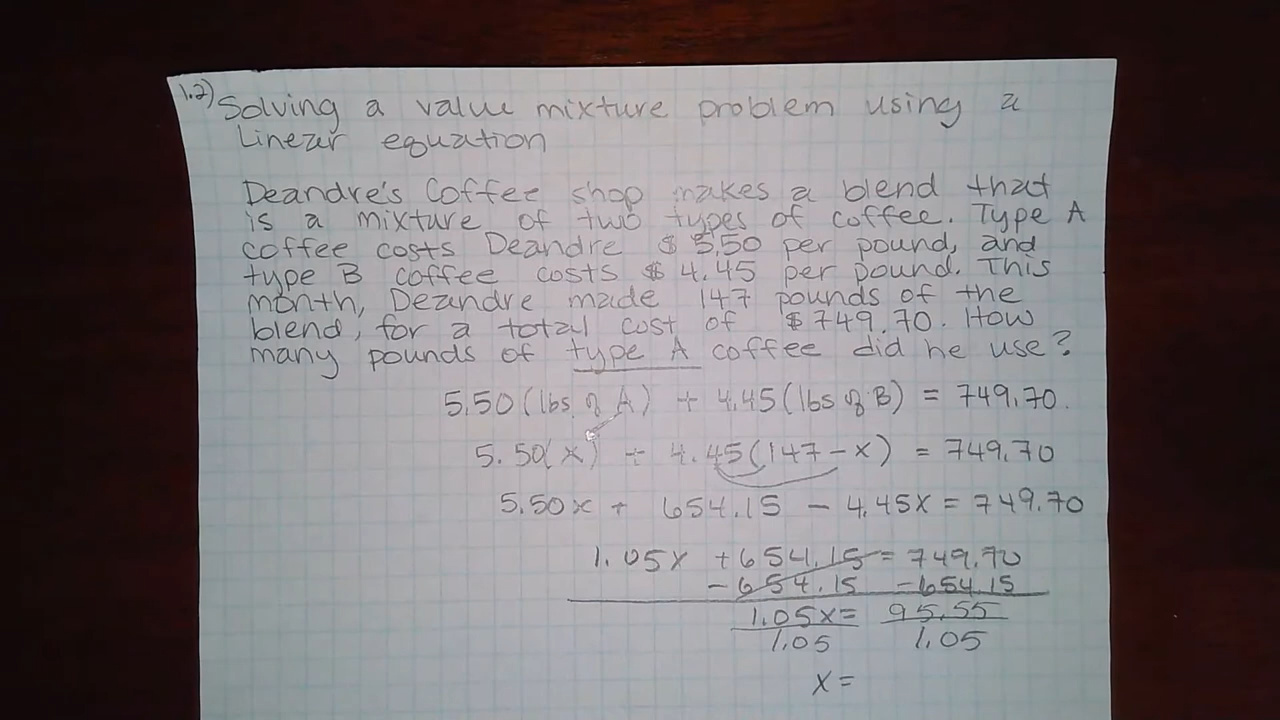 1.2) Solving a value mixture problem using a
Linear equation
Deandre's Coffee shop makes a blend that
is a mixture of two types of coffee. Type A
coffee costs Deandre $ 5.50 per pound, and
type B coffee costs $ 4.45 per pound. This
month, Deandre made 147 pounds of the
blend, for a total cost of $749.70. How
many pounds of type A coffee did he use?
5.50(lbs of A) + 4.45(lbs of B) = 749.70.
5.50(x) + 4.45(147-x) = 749.70
5.50x + 654.15 - 4.45x = 749.70
1.05x + 654.15 = 749.70
- 654.15 - 654.15
1.05x = 95.55
1.05 1.05
x =